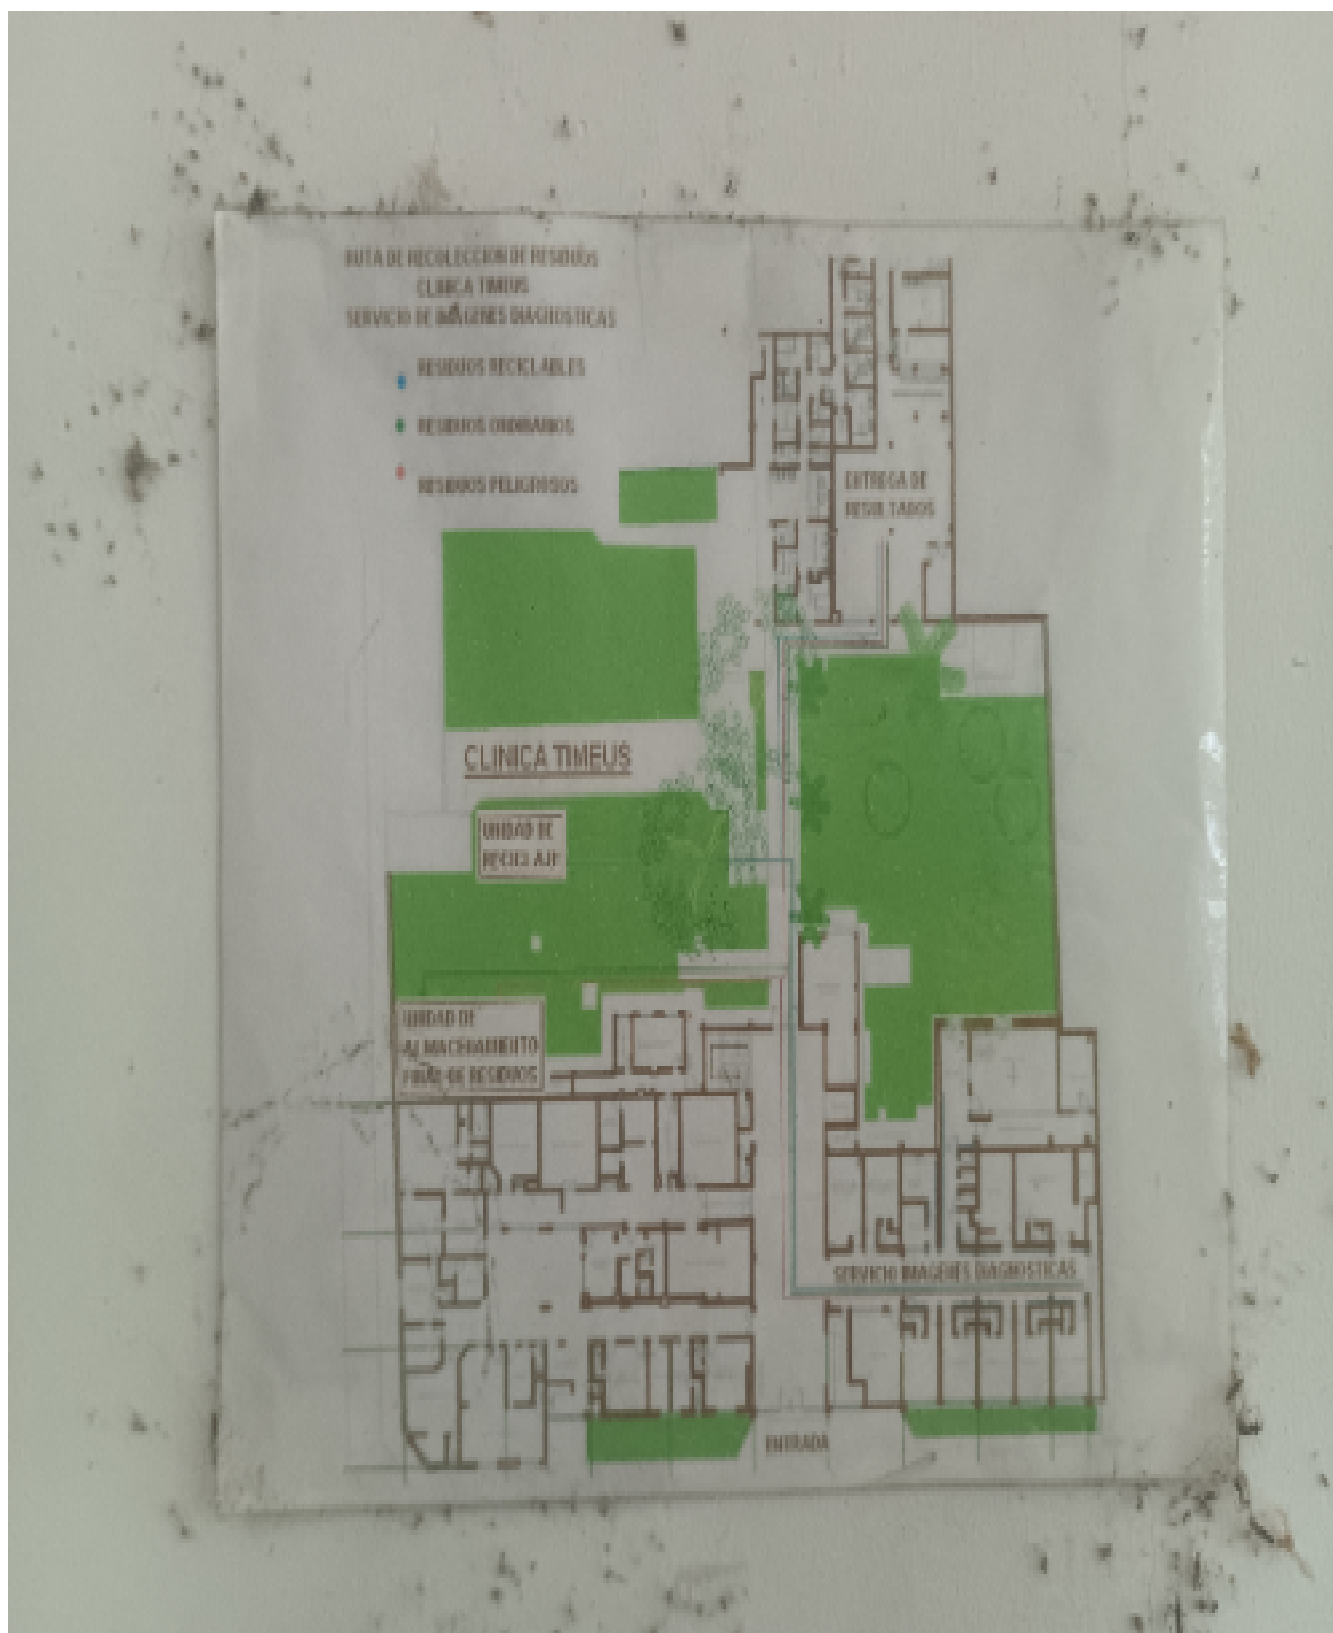 RUTA DE RECOLECCION DE RESIDUOS
CLINICA TIMEUS
SERVICIO DE IMÁGENES DIAGNOSTICAS
RESIDUOS RECICLABLES
RESIDUOS ORDINARIOS
RESIDUOS PELIGROSOS
ENTREGA DE
RESULTADOS
CLINICA TIMEUS
UNIDAD DE
RECICLAJE
UNIDAD DE
ALMACENAMIENTO
FINAL DE RESIDUOS
SERVICIO IMAGENES DIAGNOSTICAS
ENTRADA